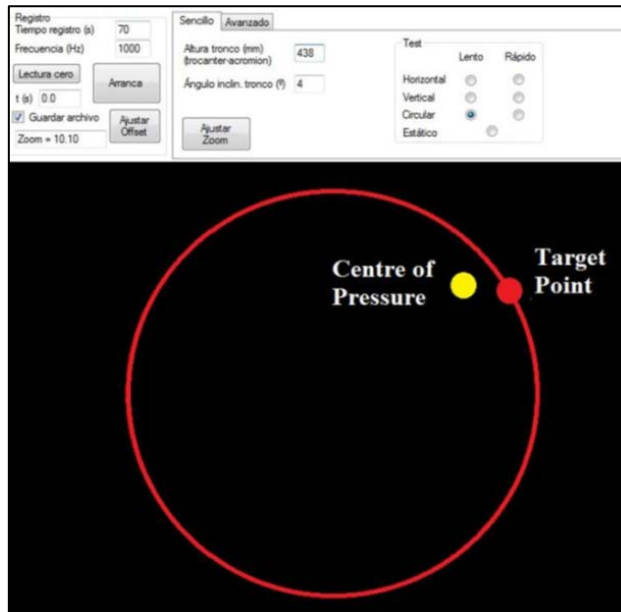 Registro
Tiempo registro (s) 70
Frecuencia (Hz) 1000
Lectura cero
Arranca
t (s) 0.0
Guardar archivo
Ajustar
Offset
Zoom = 10.10
Sencillo Avanzado
Altura tronco (mm) 438
(trocanter-acromion)
Ángulo inclin. tronco (º) 4
Ajustar
Zoom
Test
Lento Rápido
Horizontal
Vertical
Circular
Estático
Centre of
Pressure
Target
Point